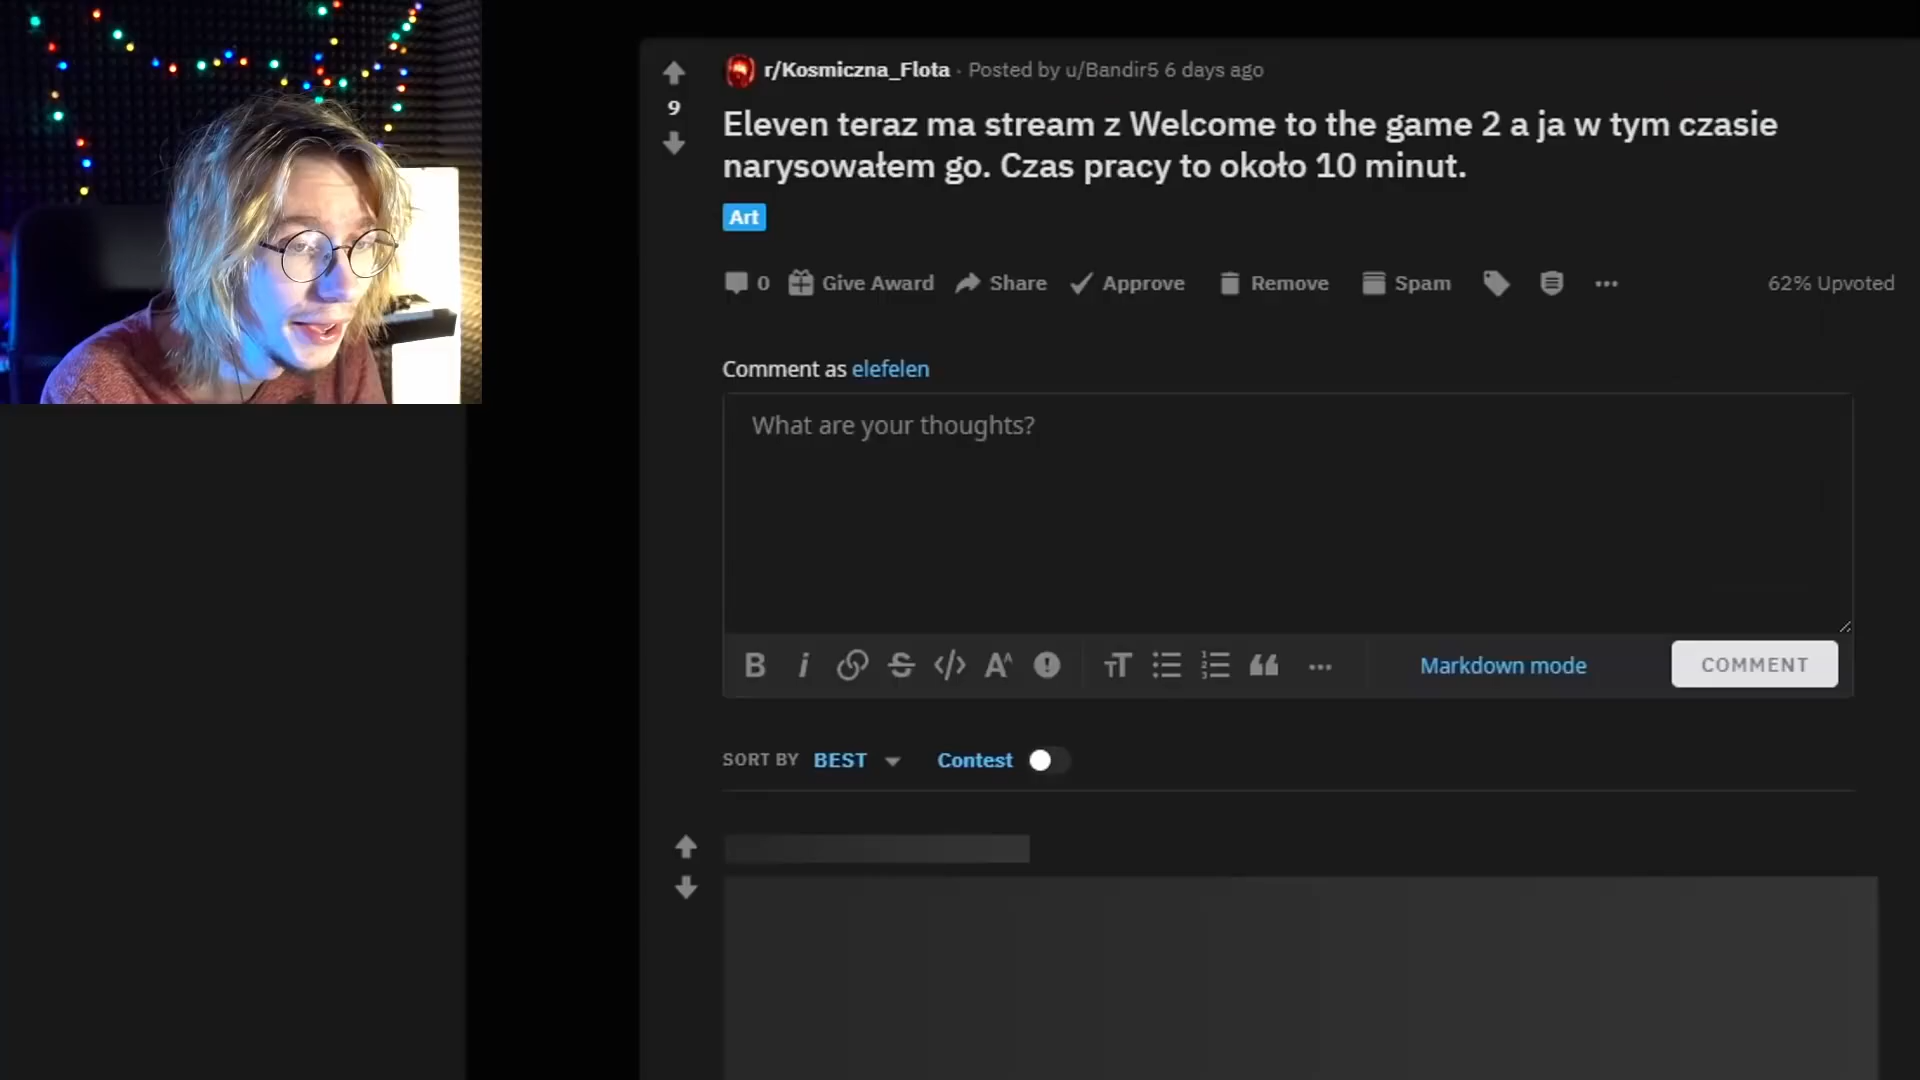 r/Kosmiczna_Flota · Posted by u/Bandir5 6 days ago
9
Eleven teraz ma stream z Welcome to the game 2 a ja w tym czasie
narysowałem go. Czas pracy to około 10 minut.
Art
0 Give Award Share Approve Remove Spam ··· 62% Upvoted
Comment as elefelen
What are your thoughts?
B i S </> A^A TT ··· Markdown mode COMMENT
SORT BY BEST Contest